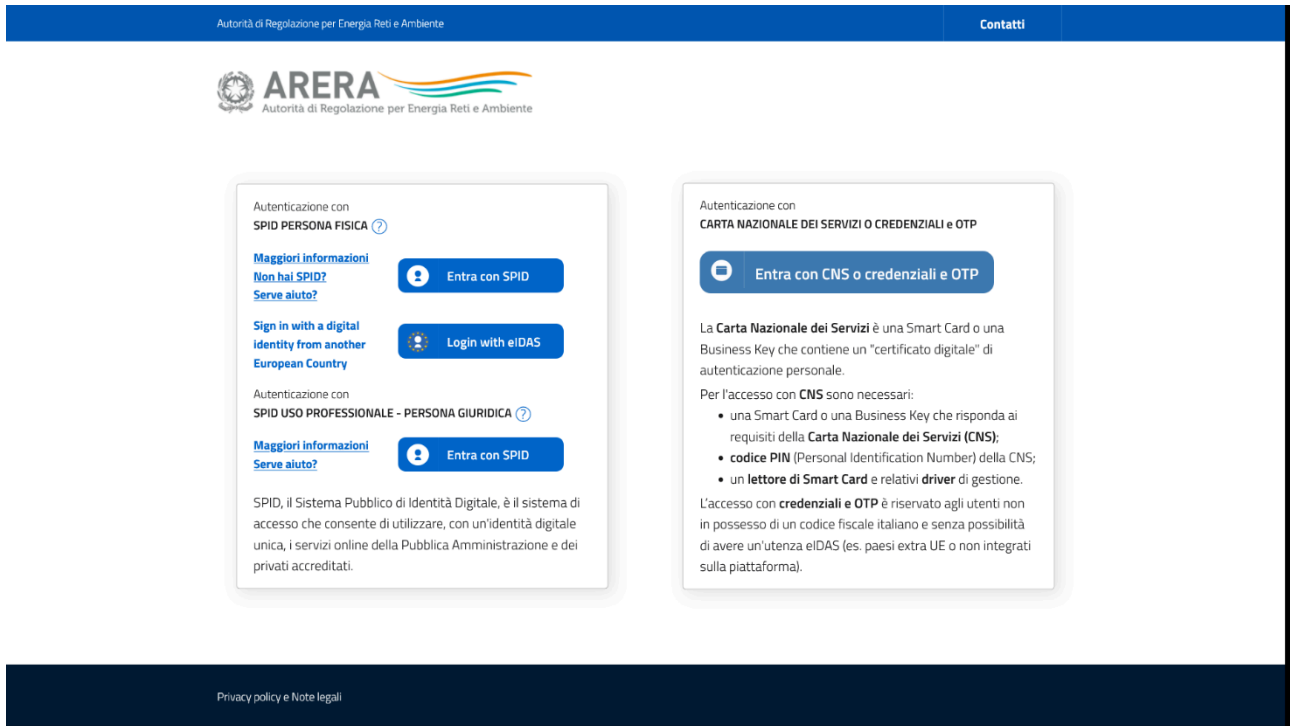 Autorità di Regolazione per Energia Reti e Ambiente
Contatti
ARERA
Autorità di Regolazione per Energia Reti e Ambiente
Autenticazione con
SPID PERSONA FISICA ?
Maggiori informazioni
Non hai SPID?
Serve aiuto?
Entra con SPID
Sign in with a digital
identity from another
European Country
Login with eIDAS
Autenticazione con
SPID USO PROFESSIONALE - PERSONA GIURIDICA ?
Maggiori informazioni
Serve aiuto?
Entra con SPID
SPID, il Sistema Pubblico di Identità Digitale, è il sistema di
accesso che consente di utilizzare, con un'identità digitale
unica, i servizi online della Pubblica Amministrazione e dei
privati accreditati.
Autenticazione con
CARTA NAZIONALE DEI SERVIZI O CREDENZIALI e OTP
Entra con CNS o credenziali e OTP
La Carta Nazionale dei Servizi è una Smart Card o una
Business Key che contiene un "certificato digitale" di
autenticazione personale.
Per l'accesso con CNS sono necessari:
• una Smart Card o una Business Key che risponda ai
requisiti della Carta Nazionale dei Servizi (CNS);
• codice PIN (Personal Identification Number) della CNS;
• un lettore di Smart Card e relativi driver di gestione.
L'accesso con credenziali e OTP è riservato agli utenti non
in possesso di un codice fiscale italiano e senza possibilità
di avere un'utenza eIDAS (es. paesi extra UE o non integrati
sulla piattaforma).
Privacy policy e Note legali